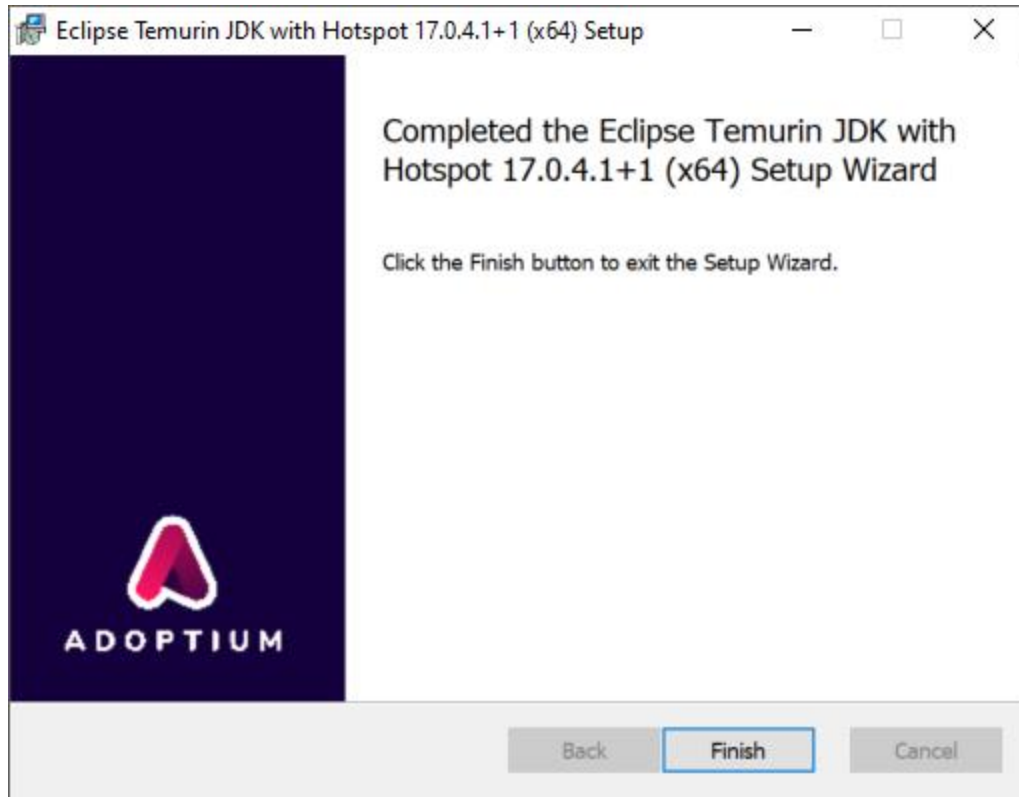 Eclipse Temurin JDK with Hotspot 17.0.4.1+1 (x64) Setup
Completed the Eclipse Temurin JDK with
Hotspot 17.0.4.1+1 (x64) Setup Wizard
Click the Finish button to exit the Setup Wizard.
ADOPTIUM
Back Finish Cancel